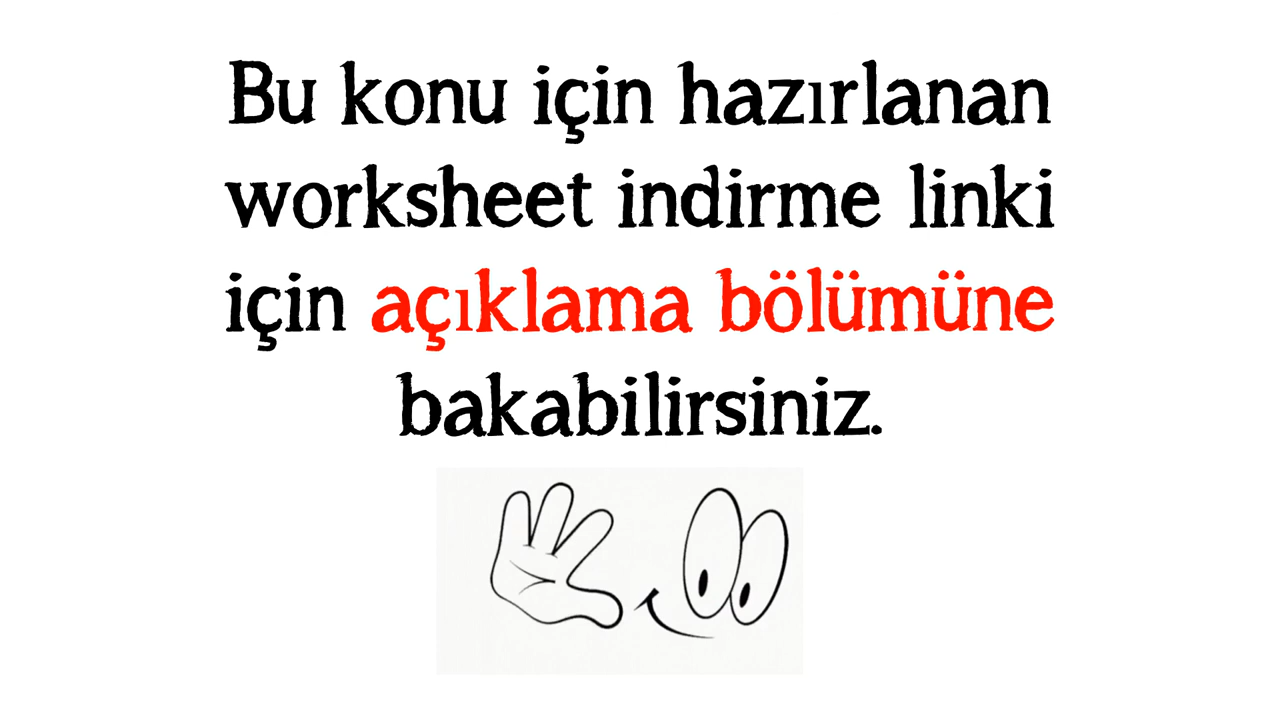 Bu konu için hazırlanan
worksheet indirme linki
için açıklama bölümüne
bakabilirsiniz.